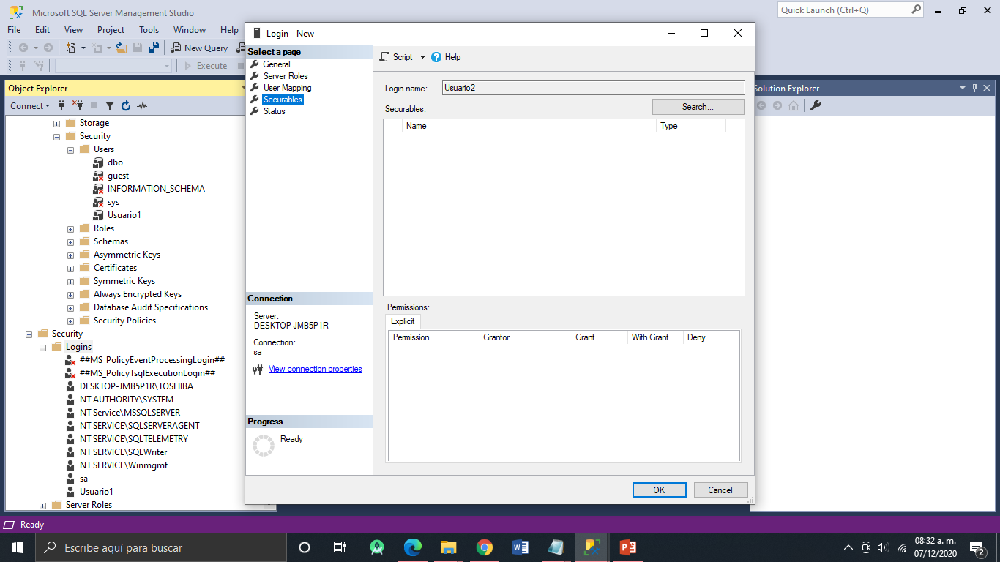 Microsoft SQL Server Management Studio
Quick Launch (Ctrl+Q)
File Edit View Project Tools Window Help
New Query
Execute
Object Explorer
Connect
Storage
Security
Users
dbo
guest
INFORMATION_SCHEMA
sys
Usuario1
Roles
Schemas
Asymmetric Keys
Certificates
Symmetric Keys
Always Encrypted Keys
Database Audit Specifications
Security Policies
Security
Logins
##MS_PolicyEventProcessingLogin##
##MS_PolicyTsqlExecutionLogin##
DESKTOP-JMB5P1R\TOSHIBA
NT AUTHORITY\SYSTEM
NT Service\MSSQLSERVER
NT SERVICE\SQLSERVERAGENT
NT SERVICE\SQLTELEMETRY
NT SERVICE\SQLWriter
NT SERVICE\Winmgmt
sa
Usuario1
Server Roles
Login - New
Select a page
General
Server Roles
User Mapping
Securables
Status
Connection
Server:
DESKTOP-JMB5P1R
Connection:
sa
View connection properties
Progress
Ready
Script Help
Login name: Usuario2
Securables: Search...
Name Type
Permissions:
Explicit
Permission Grantor Grant With Grant Deny
OK Cancel
Solution Explorer
Ready
Escribe aquí para buscar
08:32 a. m.
07/12/2020
2